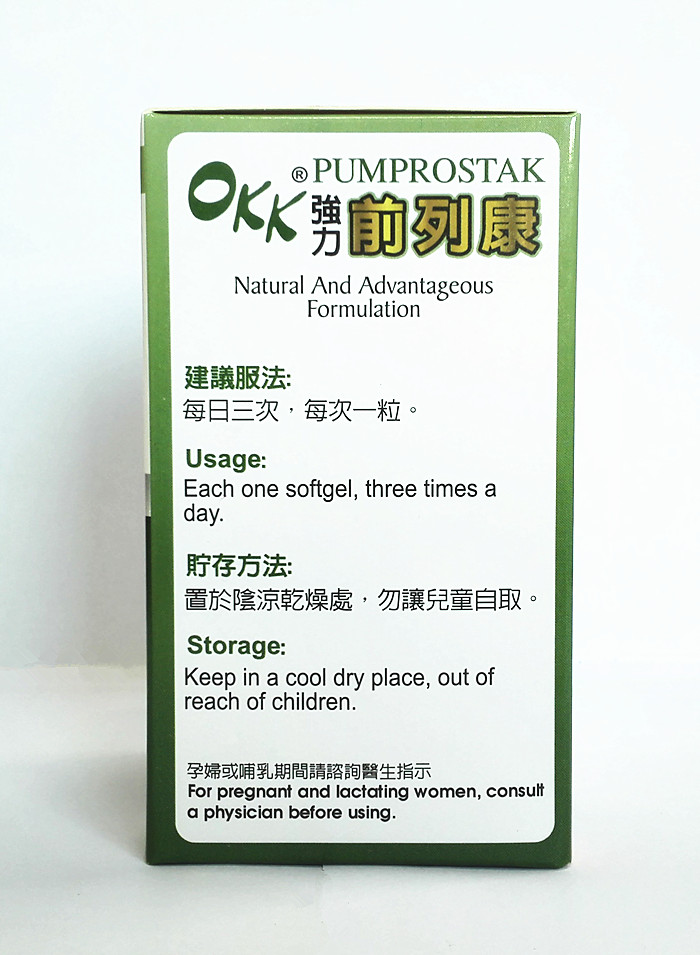 OKK® PUMPROSTAK
強力 前列康
Natural And Advantageous
Formulation
建議服法:
每日三次，每次一粒。
Usage:
Each one softgel, three times a
day.
貯存方法:
置於陰涼乾燥處，勿讓兒童自取。
Storage:
Keep in a cool dry place, out of
reach of children.
孕婦或哺乳期間請諮詢醫生指示
For pregnant and lactating women, consult
a physician before using.